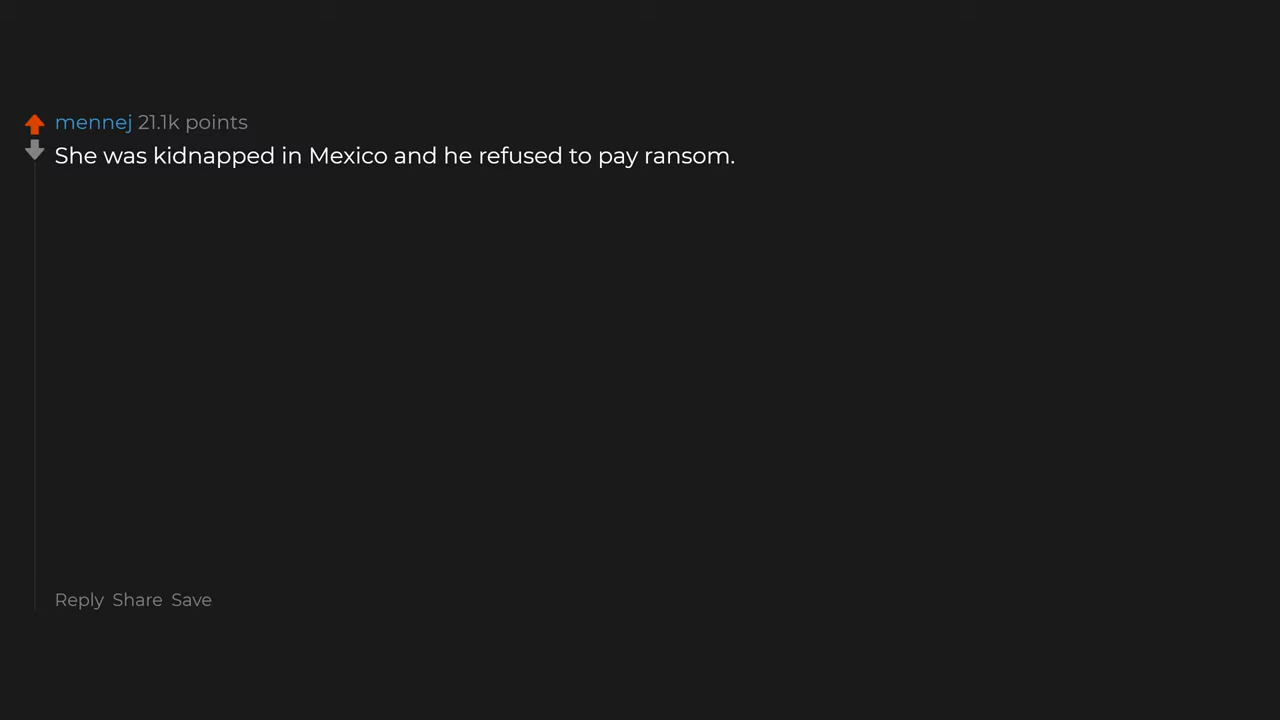 mennej 21.1k points
She was kidnapped in Mexico and he refused to pay ransom.
Reply Share Save